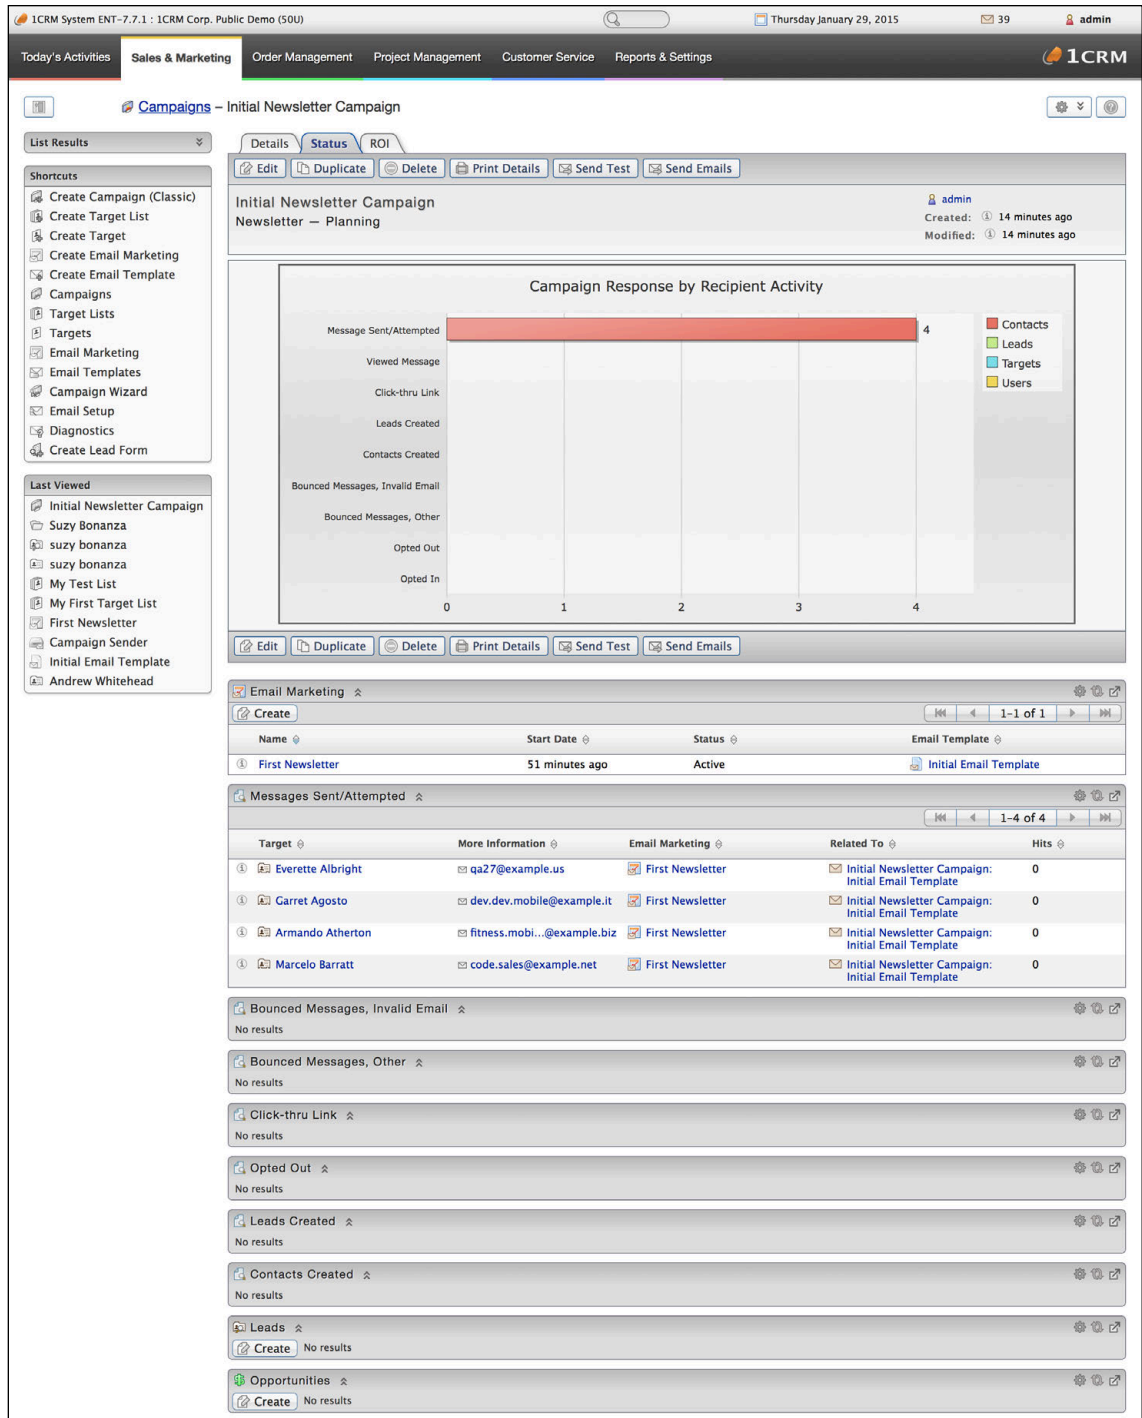 1CRM System ENT-7.7.1 : 1CRM Corp. Public Demo (50U)
Thursday January 29, 2015
39
admin
Today's Activities
Sales & Marketing
Order Management
Project Management
Customer Service
Reports & Settings
1CRM
Campaigns – Initial Newsletter Campaign
List Results
Shortcuts
Create Campaign (Classic)
Create Target List
Create Target
Create Email Marketing
Create Email Template
Campaigns
Target Lists
Targets
Email Marketing
Email Templates
Campaign Wizard
Email Setup
Diagnostics
Create Lead Form
Last Viewed
Initial Newsletter Campaign
Suzy Bonanza
suzy bonanza
suzy bonanza
My Test List
My First Target List
First Newsletter
Campaign Sender
Initial Email Template
Andrew Whitehead
Details Status ROI
Edit Duplicate Delete Print Details Send Test Send Emails
Initial Newsletter Campaign
Newsletter — Planning
admin
Created: 14 minutes ago
Modified: 14 minutes ago
Campaign Response by Recipient Activity
Message Sent/Attempted
4
Viewed Message
Click-thru Link
Leads Created
Contacts Created
Bounced Messages, Invalid Email
Bounced Messages, Other
Opted Out
Opted In
0 1 2 3 4
Contacts
Leads
Targets
Users
Edit Duplicate Delete Print Details Send Test Send Emails
Email Marketing
Create
1-1 of 1
Name Start Date Status Email Template
First Newsletter 51 minutes ago Active Initial Email Template
Messages Sent/Attempted
1-4 of 4
Target More Information Email Marketing Related To Hits
Everette Albright qa27@example.us First Newsletter Initial Newsletter Campaign: 0
Initial Email Template
Garret Agosto dev.dev.mobile@example.it First Newsletter Initial Newsletter Campaign: 0
Initial Email Template
Armando Atherton fitness.mobi...@example.biz First Newsletter Initial Newsletter Campaign: 0
Initial Email Template
Marcelo Barratt code.sales@example.net First Newsletter Initial Newsletter Campaign: 0
Initial Email Template
Bounced Messages, Invalid Email
No results
Bounced Messages, Other
No results
Click-thru Link
No results
Opted Out
No results
Leads Created
No results
Contacts Created
No results
Leads
Create No results
Opportunities
Create No results